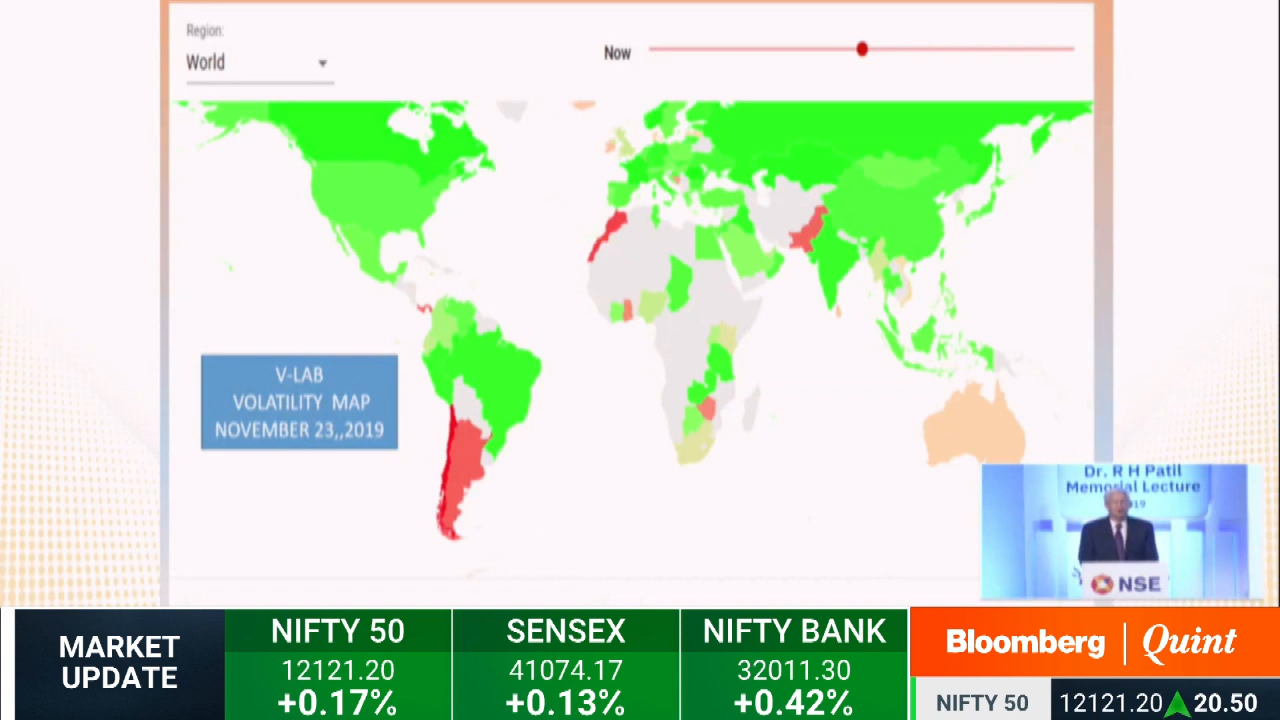 Region:
World
Now
V-LAB
VOLATILITY MAP
NOVEMBER 23,,2019
Dr. R H Patil
Memorial Lecture
NSE
MARKET
UPDATE
NIFTY 50
12121.20
+0.17%
SENSEX
41074.17
+0.13%
NIFTY BANK
32011.30
+0.42%
Bloomberg | Quint
NIFTY 50
12121.20 ▲ 20.50